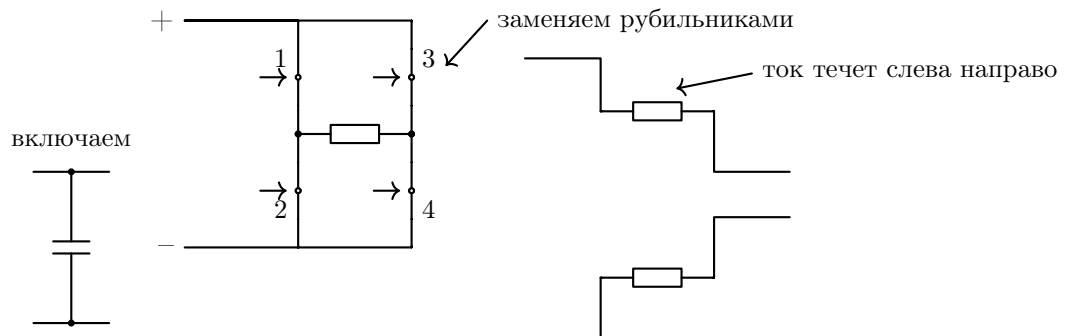 +
заменяем рубильниками
1
3
ток течет слева направо
включаем
2
4
−